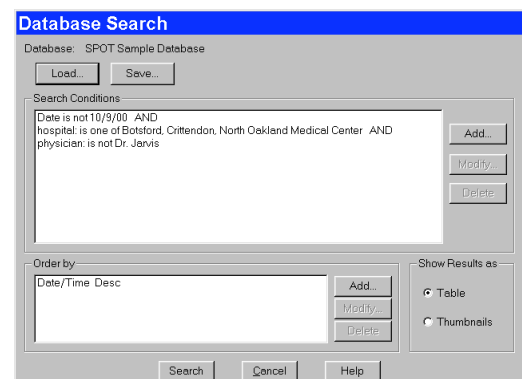 Database Search
Database: SPOT Sample Database
Load... Save...
Search Conditions
Date is not 10/9/00 AND
hospital: is one of Botsford, Crittendon, North Oakland Medical Center AND
physician: is not Dr. Jarvis
Add...
Modify...
Delete
Order by
Date/Time Desc
Add...
Modify...
Delete
Show Results as
Table
Thumbnails
Search Cancel Help